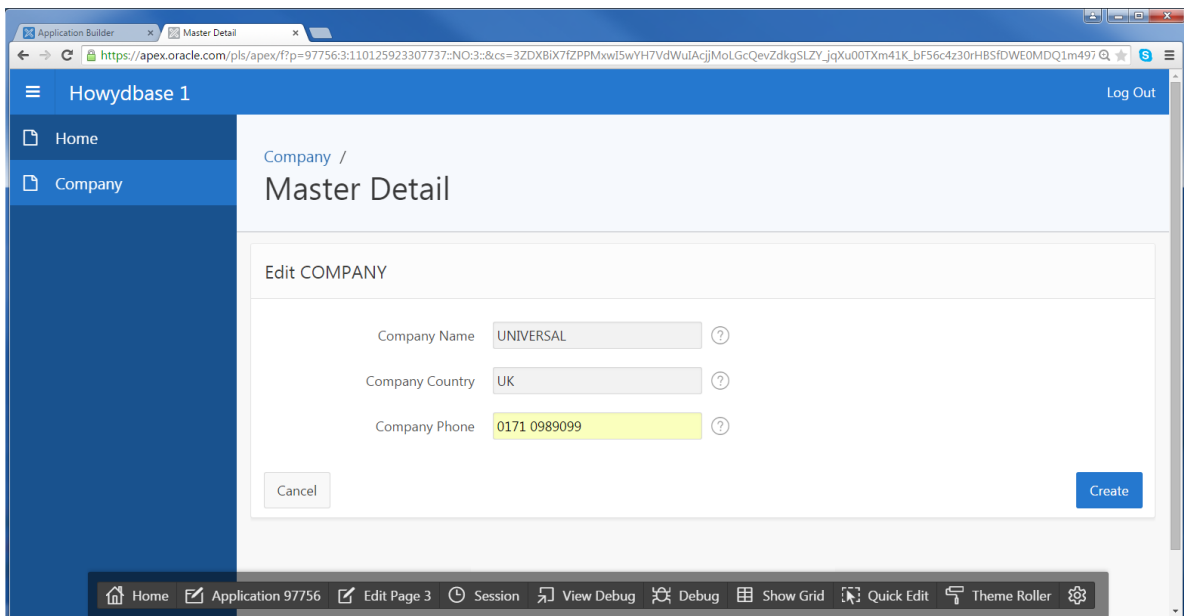 Application Builder
Master Detail
https://apex.oracle.com/pls/apex/f?p=97756:3:110125923307737::NO:3::&cs=3ZDXBiX7fZPPMxwI5wYH7VdWuIAcjjMoLGcQevZdkgSLZY_jqXu00TXm41K_bF56c4z30rHBSfDWE0MDQ1m497
Howydbase 1
Log Out
Home
Company
Company /
Master Detail
Edit COMPANY
Company Name UNIVERSAL ?
Company Country UK ?
Company Phone 0171 0989099 ?
Cancel
Create
Home Application 97756 Edit Page 3 Session View Debug Debug Show Grid Quick Edit Theme Roller